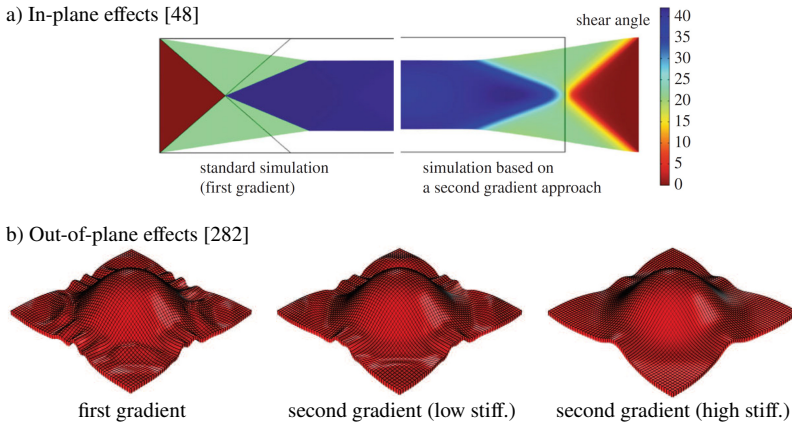 a) In-plane effects [48]
shear angle
40
35
30
25
20
15
10
5
0
standard simulation
(first gradient)
simulation based on
a second gradient approach
b) Out-of-plane effects [282]
first gradient
second gradient (low stiff.)
second gradient (high stiff.)